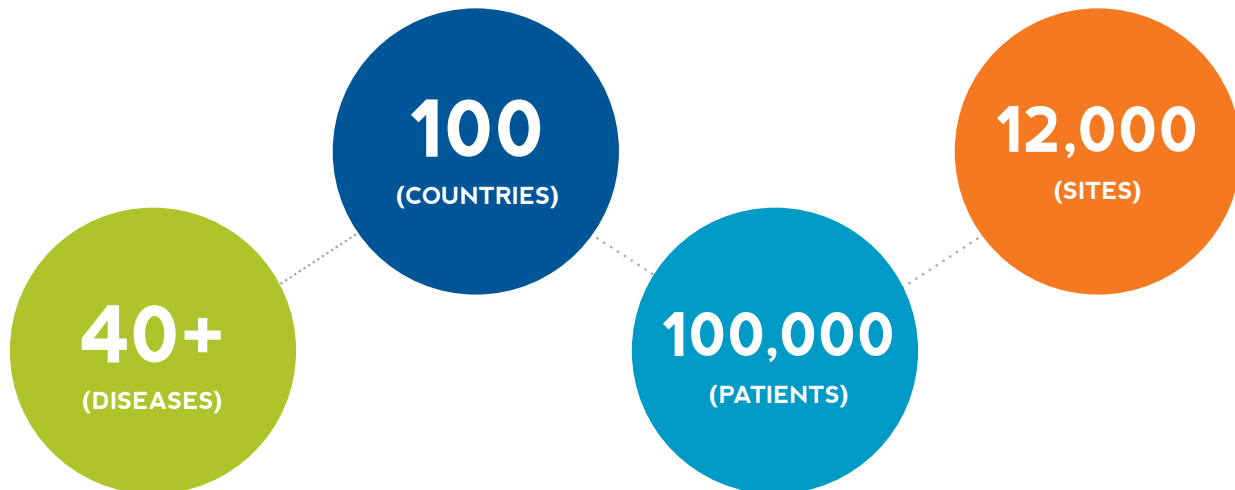 40+
(DISEASES)
100
(COUNTRIES)
100,000
(PATIENTS)
12,000
(SITES)